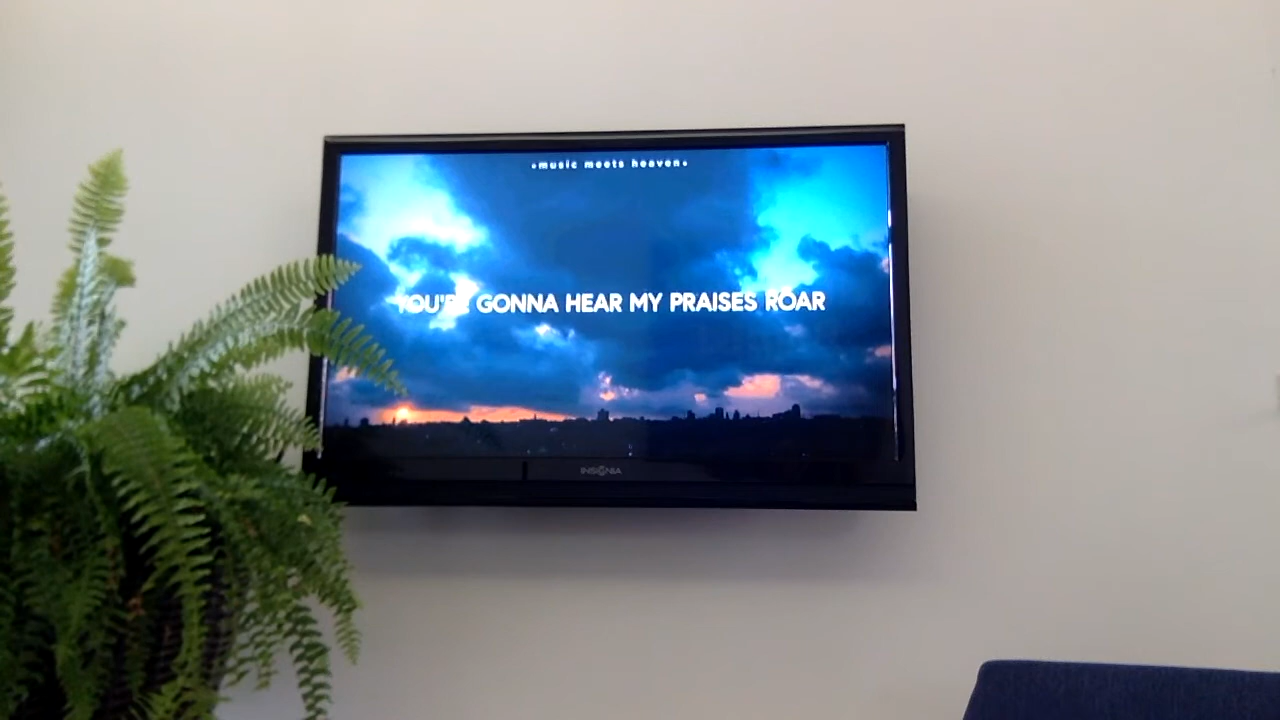 •music meets heaven•
YOU'RE GONNA HEAR MY PRAISES ROAR
INSIGNIA